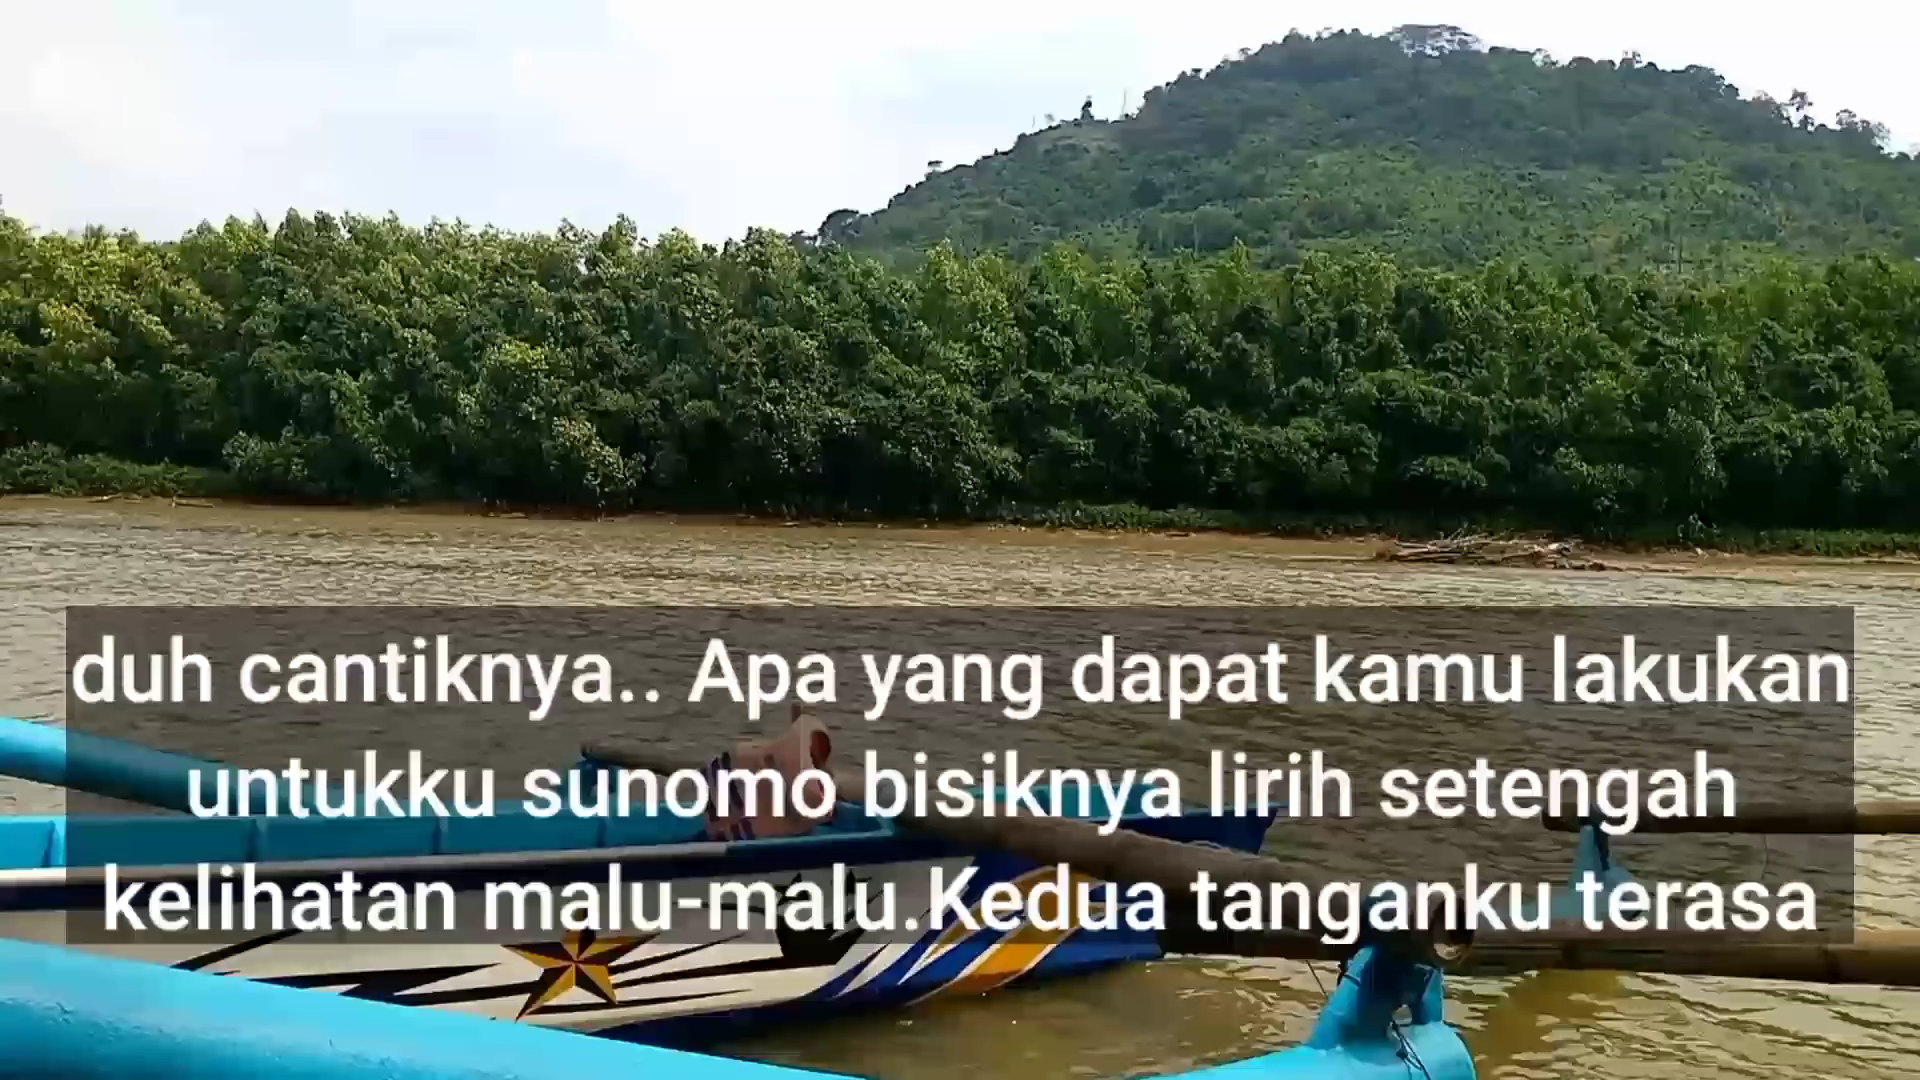 duh cantiknya.. Apa yang dapat kamu lakukan
untukku sunomo bisiknya lirih setengah
kelihatan malu-malu.Kedua tanganku terasa